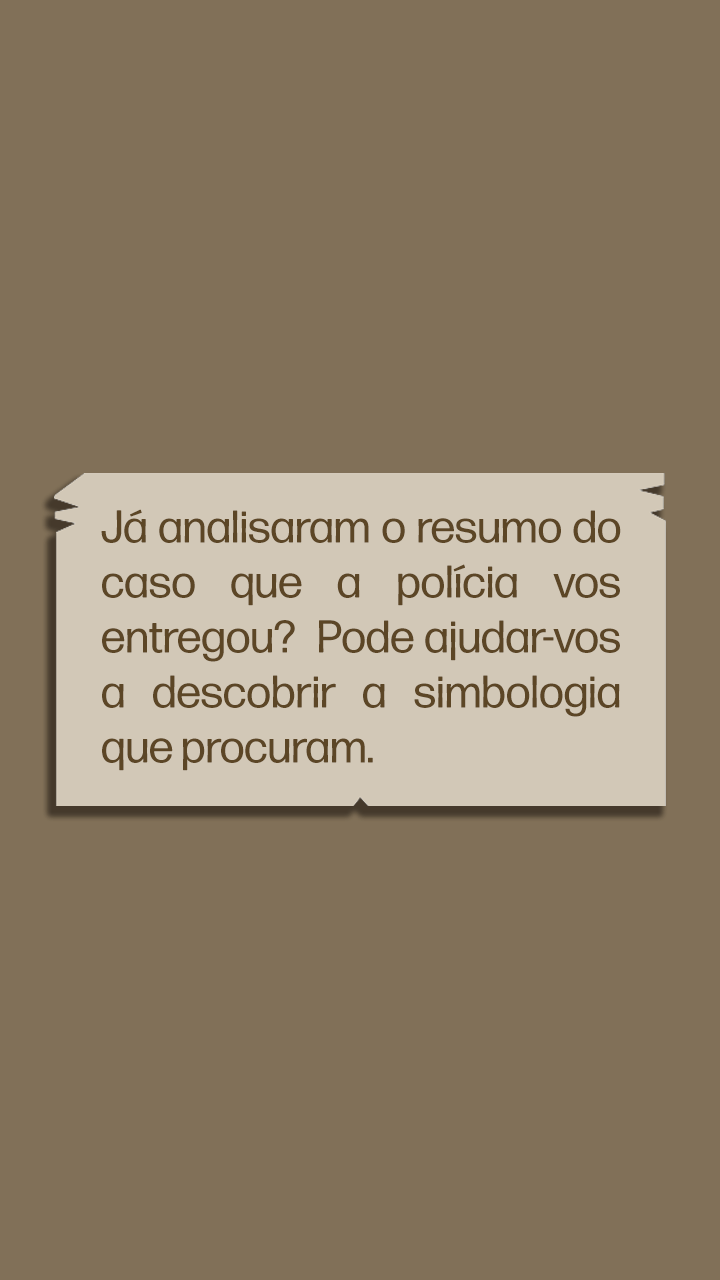 Já analisaram o resumo do
caso que a polícia vos
entregou? Pode ajudar-vos
a descobrir a simbologia
que procuram.